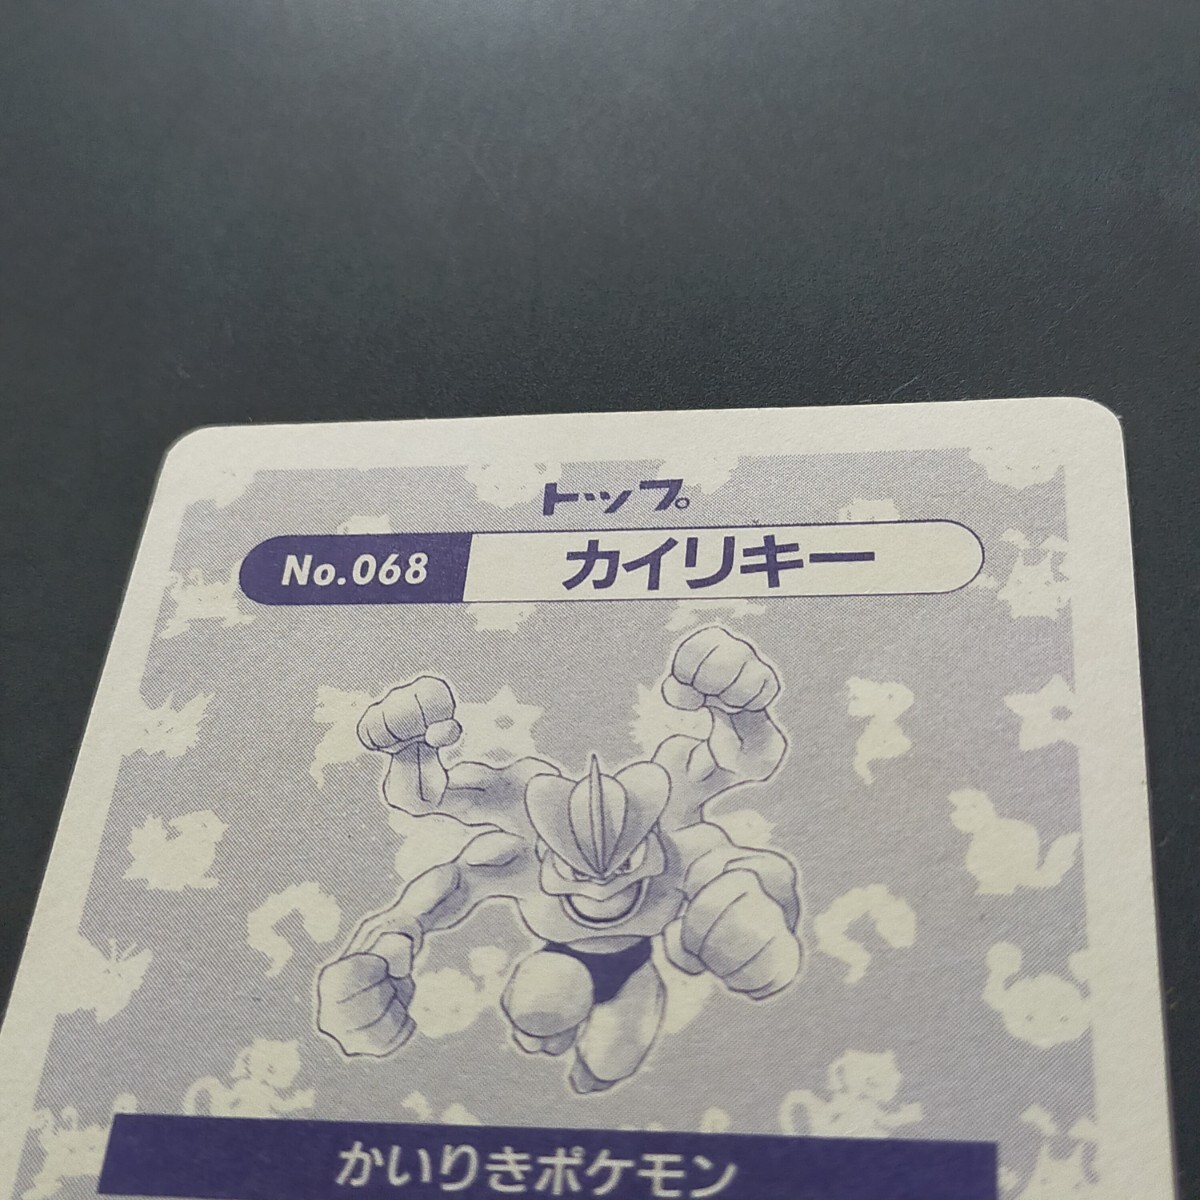 トップ。
No.068 カイリキー
かいりきポケモン